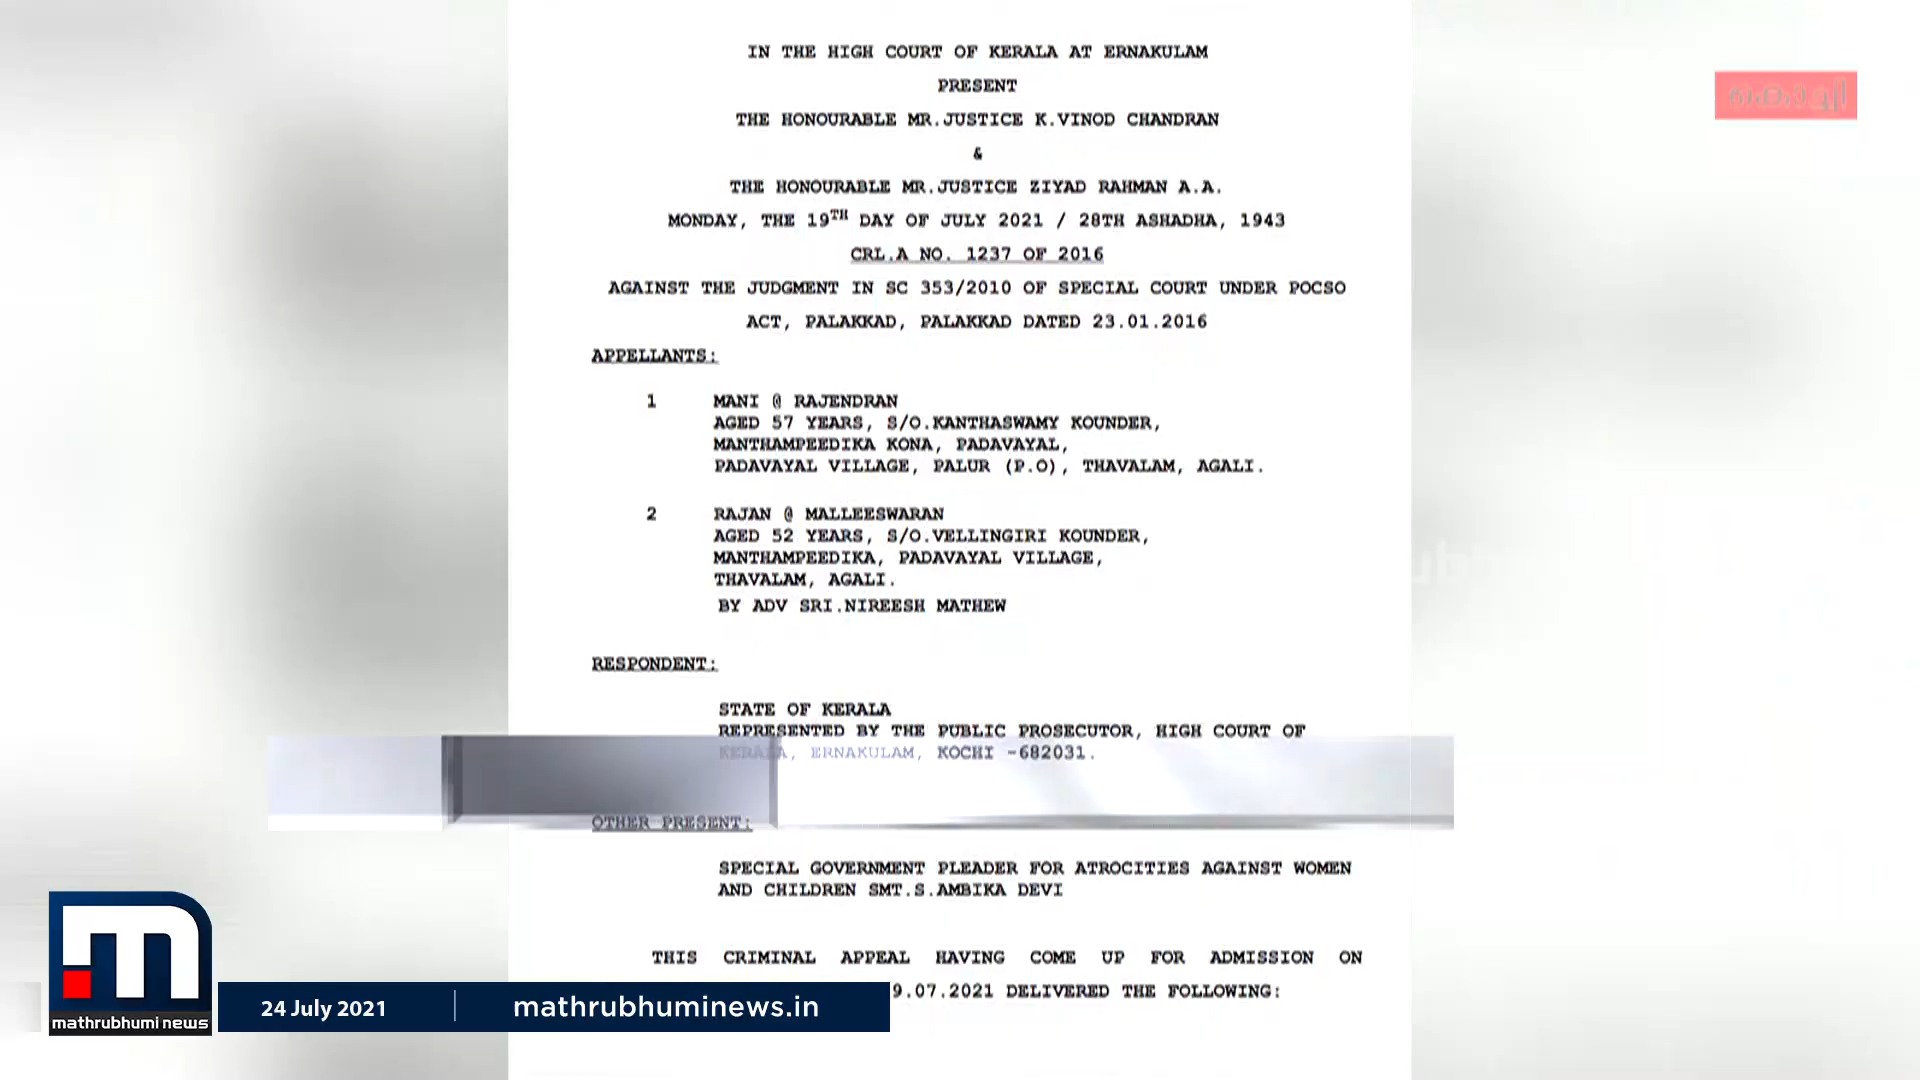 IN THE HIGH COURT OF KERALA AT ERNAKULAM
PRESENT
THE HONOURABLE MR.JUSTICE K.VINOD CHANDRAN
&
THE HONOURABLE MR.JUSTICE ZIYAD RAHMAN A.A.
MONDAY, THE 19TH DAY OF JULY 2021 / 28TH ASHADHA, 1943
CRL.A NO. 1237 OF 2016
AGAINST THE JUDGMENT IN SC 353/2010 OF SPECIAL COURT UNDER POCSO
ACT, PALAKKAD, PALAKKAD DATED 23.01.2016
APPELLANTS:
1 MANI @ RAJENDRAN
AGED 57 YEARS, S/O.KANTHASWAMY KOUNDER,
MANTHAMPEEDIKA KONA, PADAVAYAL,
PADAVAYAL VILLAGE, PALUR (P.O), THAVALAM, AGALI.
2 RAJAN @ MALLEESWARAN
AGED 52 YEARS, S/O.VELLINGIRI KOUNDER,
MANTHAMPEEDIKA, PADAVAYAL VILLAGE,
THAVALAM, AGALI.
BY ADV SRI.NIREESH MATHEW
RESPONDENT:
STATE OF KERALA
REPRESENTED BY THE PUBLIC PROSECUTOR, HIGH COURT OF
KERALA, ERNAKULAM, KOCHI -682031.
OTHER PRESENT:
SPECIAL GOVERNMENT PLEADER FOR ATROCITIES AGAINST WOMEN
AND CHILDREN SMT.S.AMBIKA DEVI
THIS CRIMINAL APPEAL HAVING COME UP FOR ADMISSION ON
9.07.2021 DELIVERED THE FOLLOWING:
mathrubhumi news
24 July 2021
mathrubhuminews.in